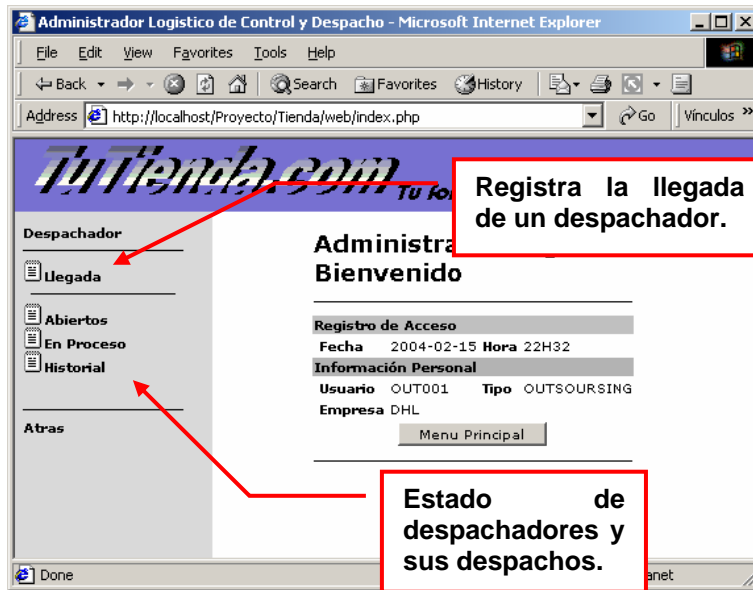 Administrador Logistico de Control y Despacho - Microsoft Internet Explorer
File Edit View Favorites Tools Help
Back Search Favorites History
Address http://localhost/Proyecto/Tienda/web/index.php Go Vínculos »
TuTienda.com
Tu
Registra la llegada
de un despachador.
Despachador
Llegada
Abiertos
En Proceso
Historial
Atras
Bienvenido
Registro de Acceso
Fecha 2004-02-15 Hora 22H32
Información Personal
Usuario OUT001 Tipo OUTSOURSING
Empresa DHL
Menu Principal
Estado de
despachadores y
sus despachos.
Done